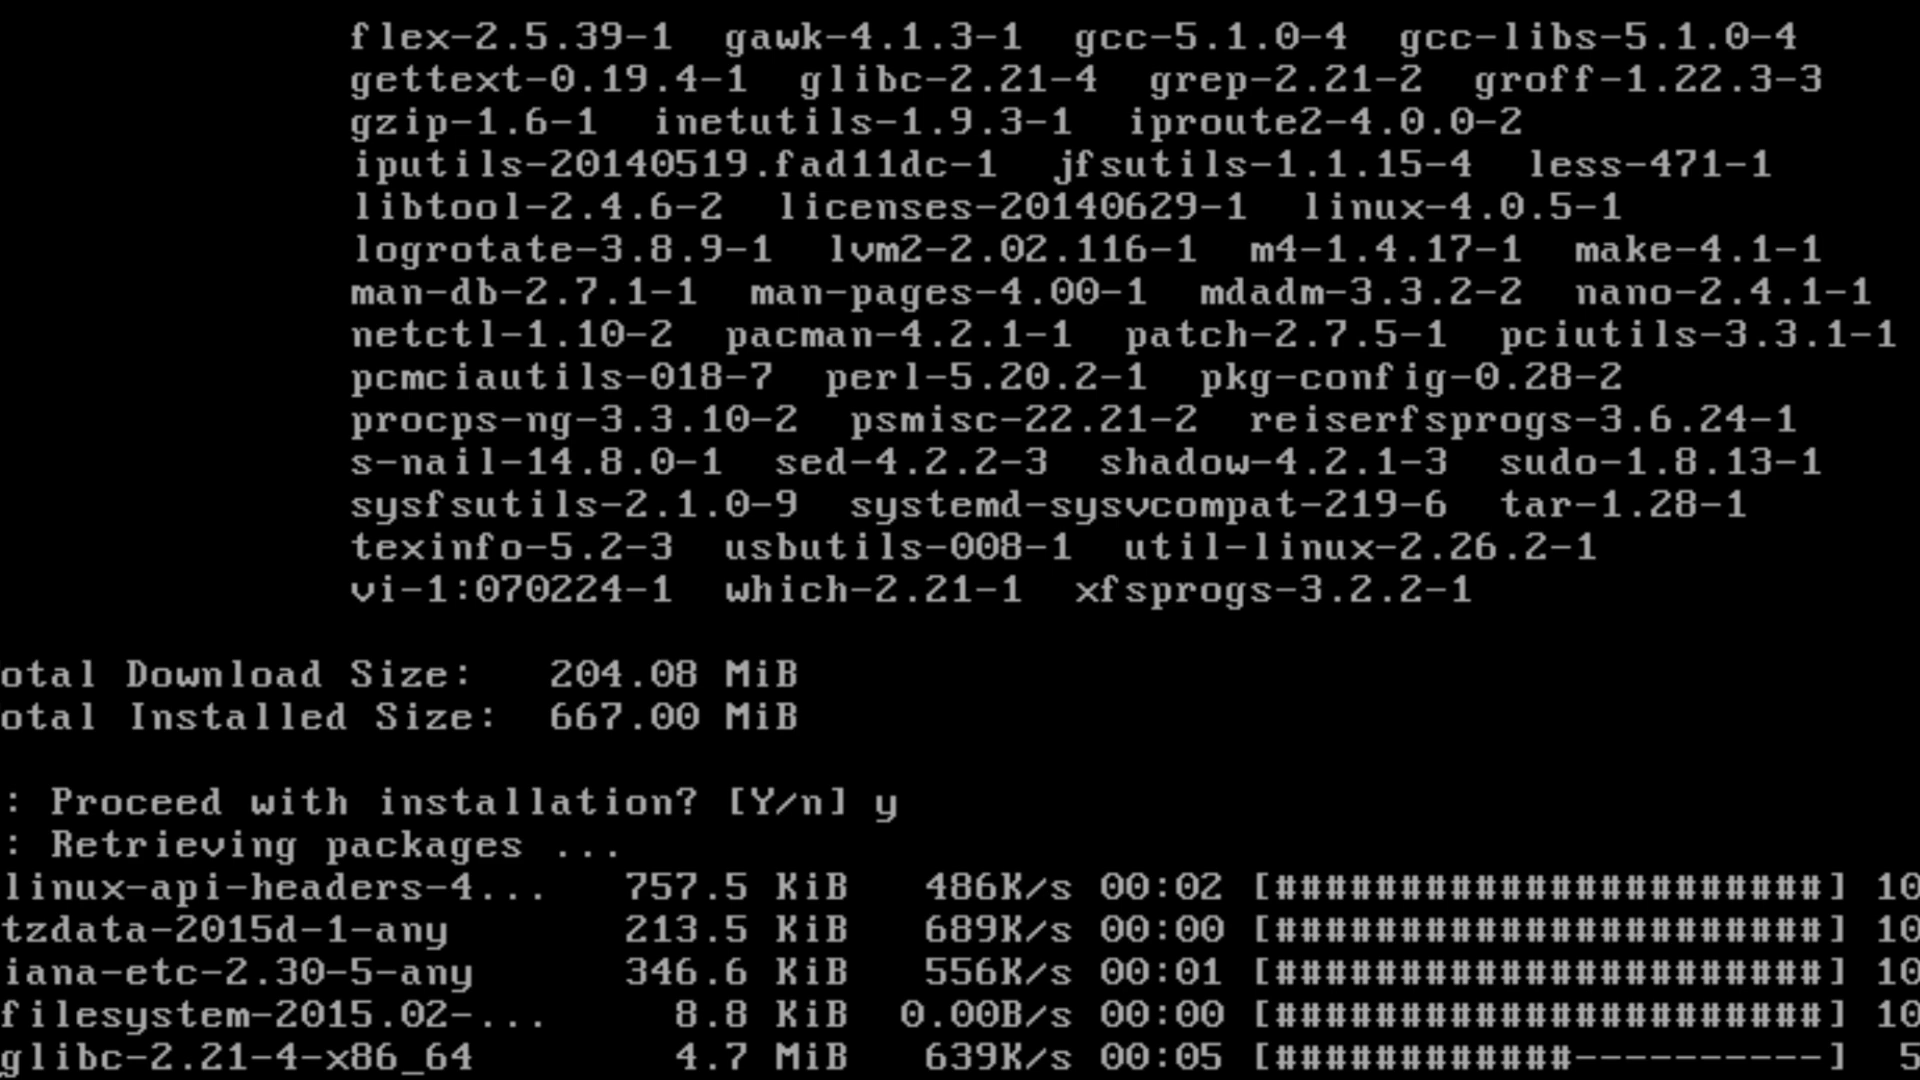 flex-2.5.39-1  gawk-4.1.3-1  gcc-5.1.0-4  gcc-libs-5.1.0-4
gettext-0.19.4-1  glibc-2.21-4  grep-2.21-2  groff-1.22.3-3
gzip-1.6-1  inetutils-1.9.3-1  iproute2-4.0.0-2
iputils-20140519.fad11dc-1  jfsutils-1.1.15-4  less-471-1
libtool-2.4.6-2  licenses-20140629-1  linux-4.0.5-1
logrotate-3.8.9-1  lvm2-2.02.116-1  m4-1.4.17-1  make-4.1-1
man-db-2.7.1-1  man-pages-4.00-1  mdadm-3.3.2-2  nano-2.4.1-1
netctl-1.10-2  pacman-4.2.1-1  patch-2.7.5-1  pciutils-3.3.1-1
pcmciautils-018-7  perl-5.20.2-1  pkg-config-0.28-2
procps-ng-3.3.10-2  psmisc-22.21-2  reiserfsprogs-3.6.24-1
s-nail-14.8.0-1  sed-4.2.2-3  shadow-4.2.1-3  sudo-1.8.13-1
sysfsutils-2.1.0-9  systemd-sysvcompat-219-6  tar-1.28-1
texinfo-5.2-3  usbutils-008-1  util-linux-2.26.2-1
vi-1:070224-1  which-2.21-1  xfsprogs-3.2.2-1
otal Download Size:   204.08 MiB
otal Installed Size:  667.00 MiB
: Proceed with installation? [Y/n] y
: Retrieving packages ...
linux-api-headers-4...   757.5 KiB   486K/s 00:02 [######################] 10
tzdata-2015d-1-any       213.5 KiB   689K/s 00:00 [######################] 10
iana-etc-2.30-5-any      346.6 KiB   556K/s 00:01 [######################] 10
filesystem-2015.02-...     8.8 KiB  0.00B/s 00:00 [######################] 10
glibc-2.21-4-x86_64        4.7 MiB   639K/s 00:05 [############----------]  5